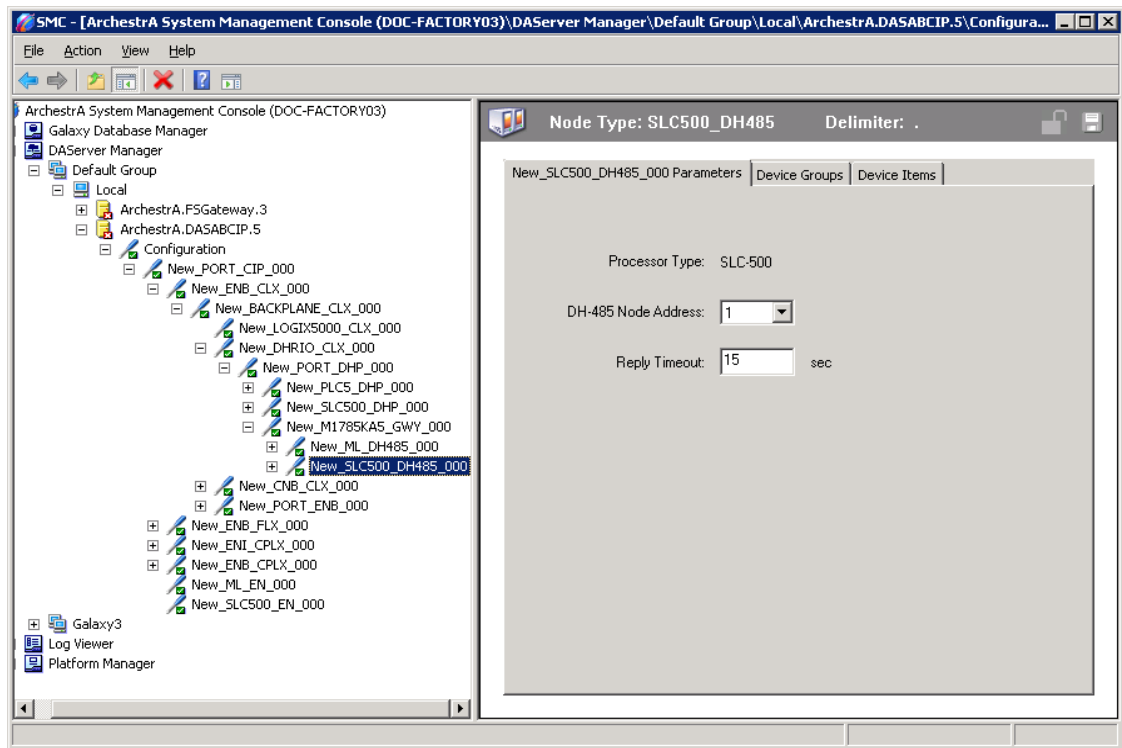 SMC - [ArchestrA System Management Console (DOC-FACTORY03)\DAServer Manager\Default Group\Local\ArchestrA.DASABCIP.5\Configura...
File Action View Help
ArchestrA System Management Console (DOC-FACTORY03)
Galaxy Database Manager
DAServer Manager
Default Group
Local
ArchestrA.FSGateway.3
ArchestrA.DASABCIP.5
Configuration
New_PORT_CIP_000
New_ENB_CLX_000
New_BACKPLANE_CLX_000
New_LOGIX5000_CLX_000
New_DHRIO_CLX_000
New_PORT_DHP_000
New_PLC5_DHP_000
New_SLC500_DHP_000
New_M1785KA5_GWY_000
New_ML_DH485_000
New_SLC500_DH485_000
New_CNB_CLX_000
New_PORT_ENB_000
New_ENB_FLX_000
New_ENI_CPLX_000
New_ENB_CPLX_000
New_ML_EN_000
New_SLC500_EN_000
Galaxy3
Log Viewer
Platform Manager
Node Type: SLC500_DH485 Delimiter: .
New_SLC500_DH485_000 Parameters Device Groups Device Items
Processor Type: SLC-500
DH-485 Node Address: 1
Reply Timeout: 15 sec